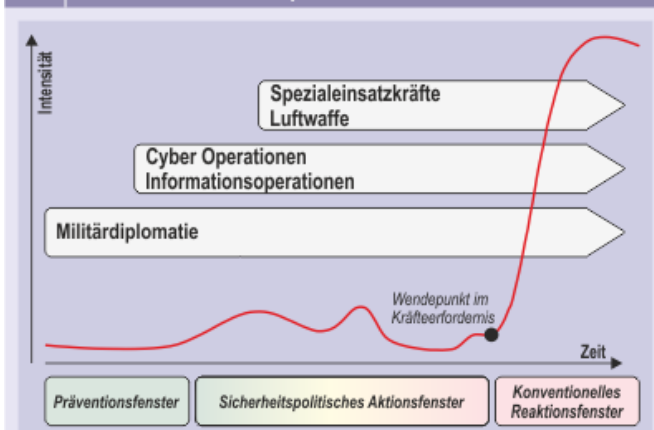 Intensität
Spezialeinsatzkräfte
Luftwaffe
Cyber Operationen
Informationsoperationen
Militärdiplomatie
Wendepunkt im
Kräfteerfordernis
Zeit
Präventionsfenster
Sicherheitspolitisches Aktionsfenster
Konventionelles
Reaktionsfenster